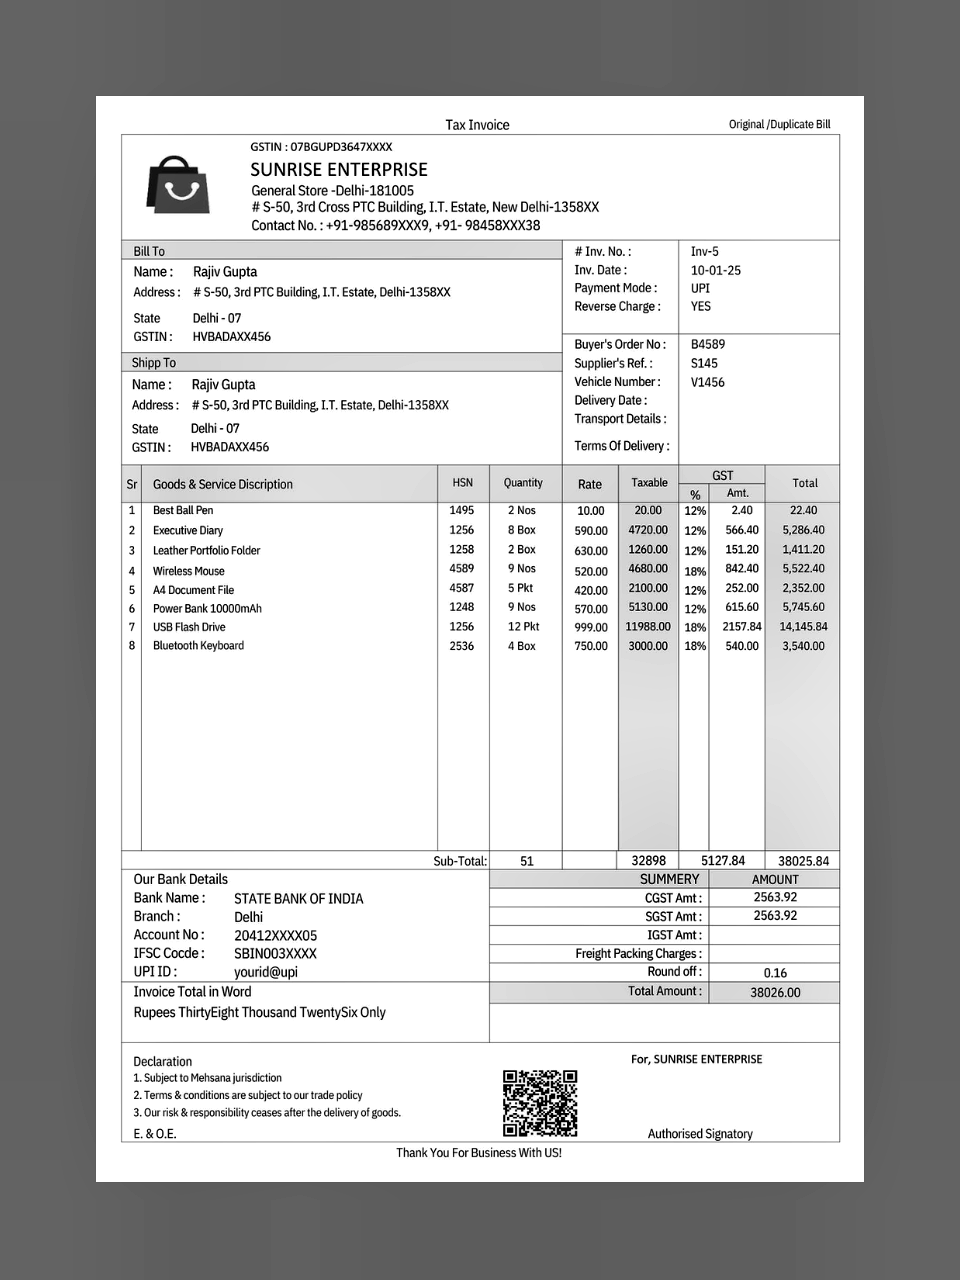 Tax Invoice
Original /Duplicate Bill
GSTIN : 07BGUPD3647XXXX
SUNRISE ENTERPRISE
General Store -Delhi-181005
# S-50, 3rd Cross PTC Building, I.T. Estate, New Delhi-1358XX
Contact No. : +91-985689XXX9, +91- 98458XXX38
Bill To
Name : Rajiv Gupta
Address : # S-50, 3rd PTC Building, I.T. Estate, Delhi-1358XX
State Delhi - 07
GSTIN : HVBADAXX456
Shipp To
Name : Rajiv Gupta
Address : # S-50, 3rd PTC Building, I.T. Estate, Delhi-1358XX
State Delhi - 07
GSTIN : HVBADAXX456
# Inv. No. : Inv-5
Inv. Date : 10-01-25
Payment Mode : UPI
Reverse Charge : YES
Buyer's Order No : B4589
Supplier's Ref. : S145
Vehicle Number : V1456
Delivery Date :
Transport Details :
Terms Of Delivery :
Sr Goods & Service Discription HSN Quantity Rate Taxable GST Total
% Amt.
1 Best Ball Pen 1495 2 Nos 10.00 20.00 12% 2.40 22.40
2 Executive Diary 1256 8 Box 590.00 4720.00 12% 566.40 5,286.40
3 Leather Portfolio Folder 1258 2 Box 630.00 1260.00 12% 151.20 1,411.20
4 Wireless Mouse 4589 9 Nos 520.00 4680.00 18% 842.40 5,522.40
5 A4 Document File 4587 5 Pkt 420.00 2100.00 12% 252.00 2,352.00
6 Power Bank 10000mAh 1248 9 Nos 570.00 5130.00 12% 615.60 5,745.60
7 USB Flash Drive 1256 12 Pkt 999.00 11988.00 18% 2157.84 14,145.84
8 Bluetooth Keyboard 2536 4 Box 750.00 3000.00 18% 540.00 3,540.00
Sub-Total: 51 32898 5127.84 38025.84
Our Bank Details
Bank Name : STATE BANK OF INDIA
Branch : Delhi
Account No : 20412XXXX05
IFSC Cocde : SBIN003XXXX
UPI ID : yourid@upi
SUMMERY AMOUNT
CGST Amt : 2563.92
SGST Amt : 2563.92
IGST Amt :
Freight Packing Charges :
Round off : 0.16
Total Amount : 38026.00
Invoice Total in Word
Rupees ThirtyEight Thousand TwentySix Only
Declaration
1. Subject to Mehsana jurisdiction
2. Terms & conditions are subject to our trade policy
3. Our risk & responsibility ceases after the delivery of goods.
E. & O.E.
For, SUNRISE ENTERPRISE
Authorised Signatory
Thank You For Business With US!